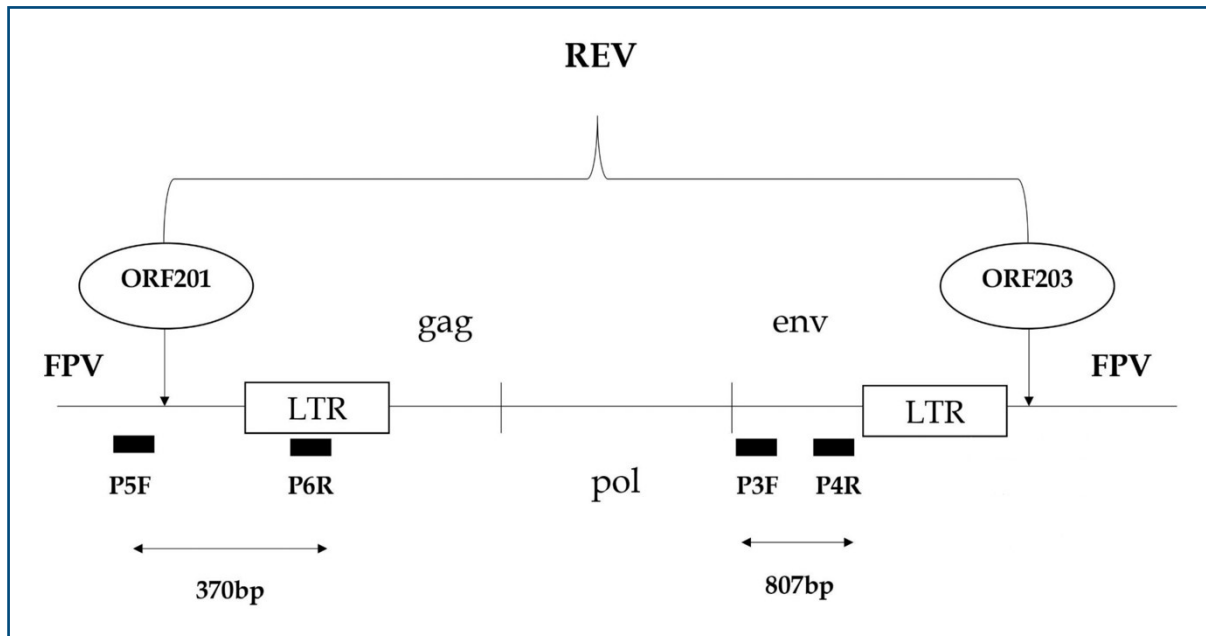 REV
ORF201
ORF203
gag
env
FPV
FPV
LTR
LTR
P5F
P6R
pol
P3F
P4R
370bp
807bp